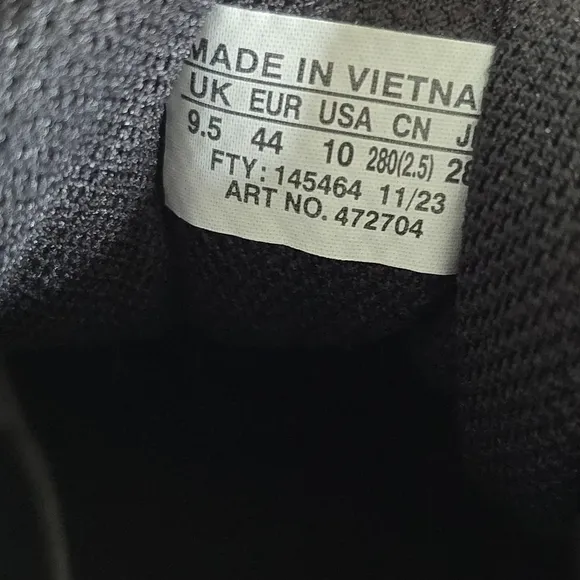 MADE IN VIETNA
UK EUR USA CN J
9.5 44 10 280(2.5) 28
FTY: 145464 11/23
ART NO. 472704